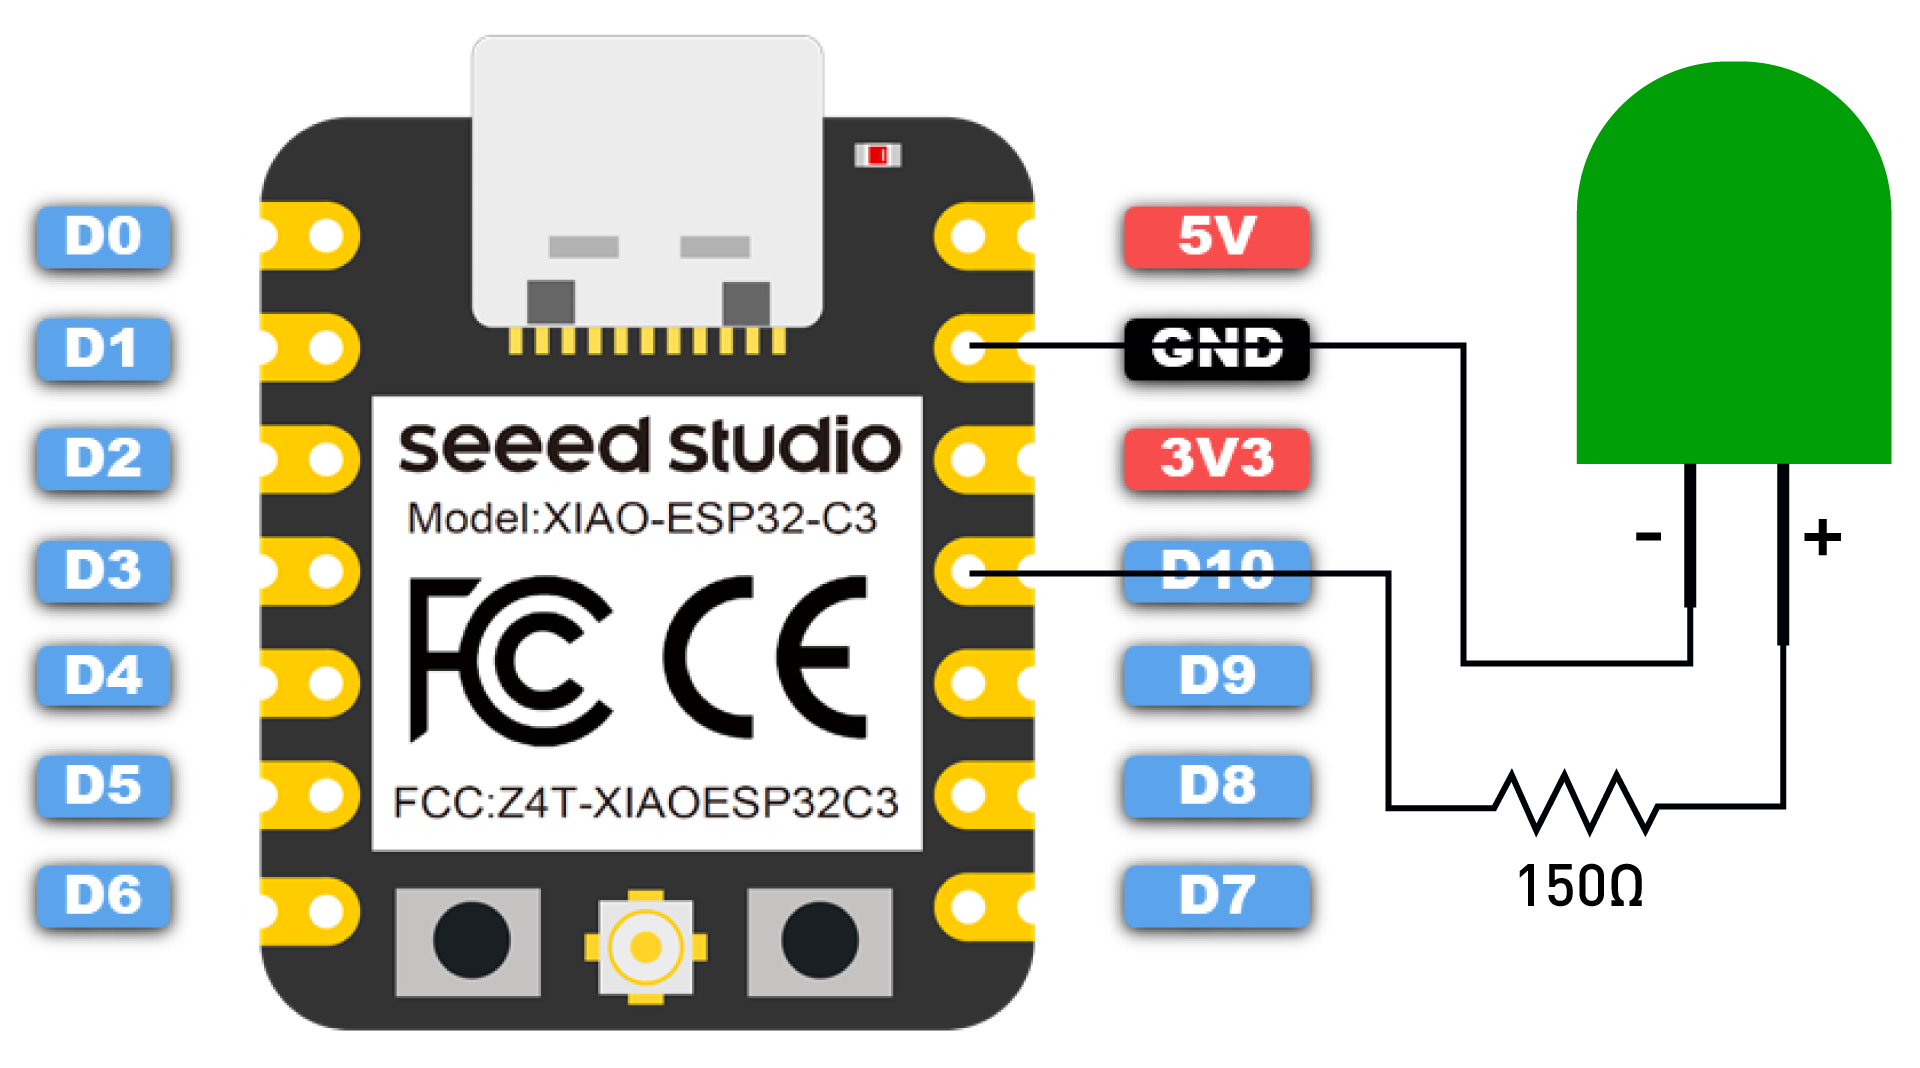 D0
D1
D2
D3
D4
D5
D6
seeed studio
Model:XIAO-ESP32-C3
FC CE
FCC:Z4T-XIAOESP32C3
5V
GND
3V3
D10
D9
D8
D7
-
+
150Ω